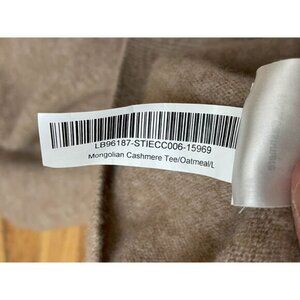 LB96187-STIECC006-15969
Mongolian Cashmere Tee/Oatmeal/L